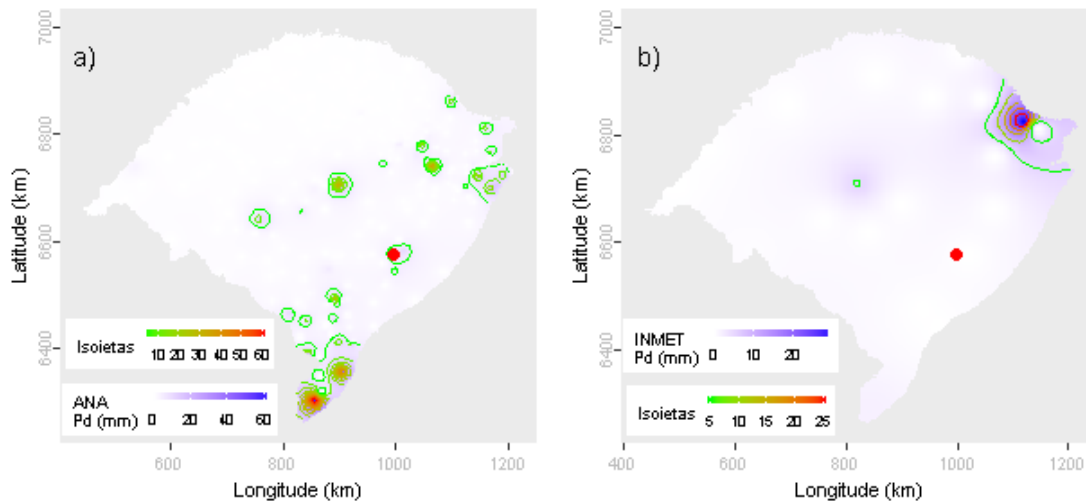 a)
7000
6800
6600
6400
Latitude (km)
Isoietas
10 20 30 40 50 60
ANA
Pd (mm)
0 20 40 60
600 800 1000 1200
Longitude (km)
b)
7000
6800
6600
6400
Latitude (km)
INMET
Pd (mm)
0 10 20
Isoietas
5 10 15 20 25
400 600 800 1000 1200
Longitude (km)